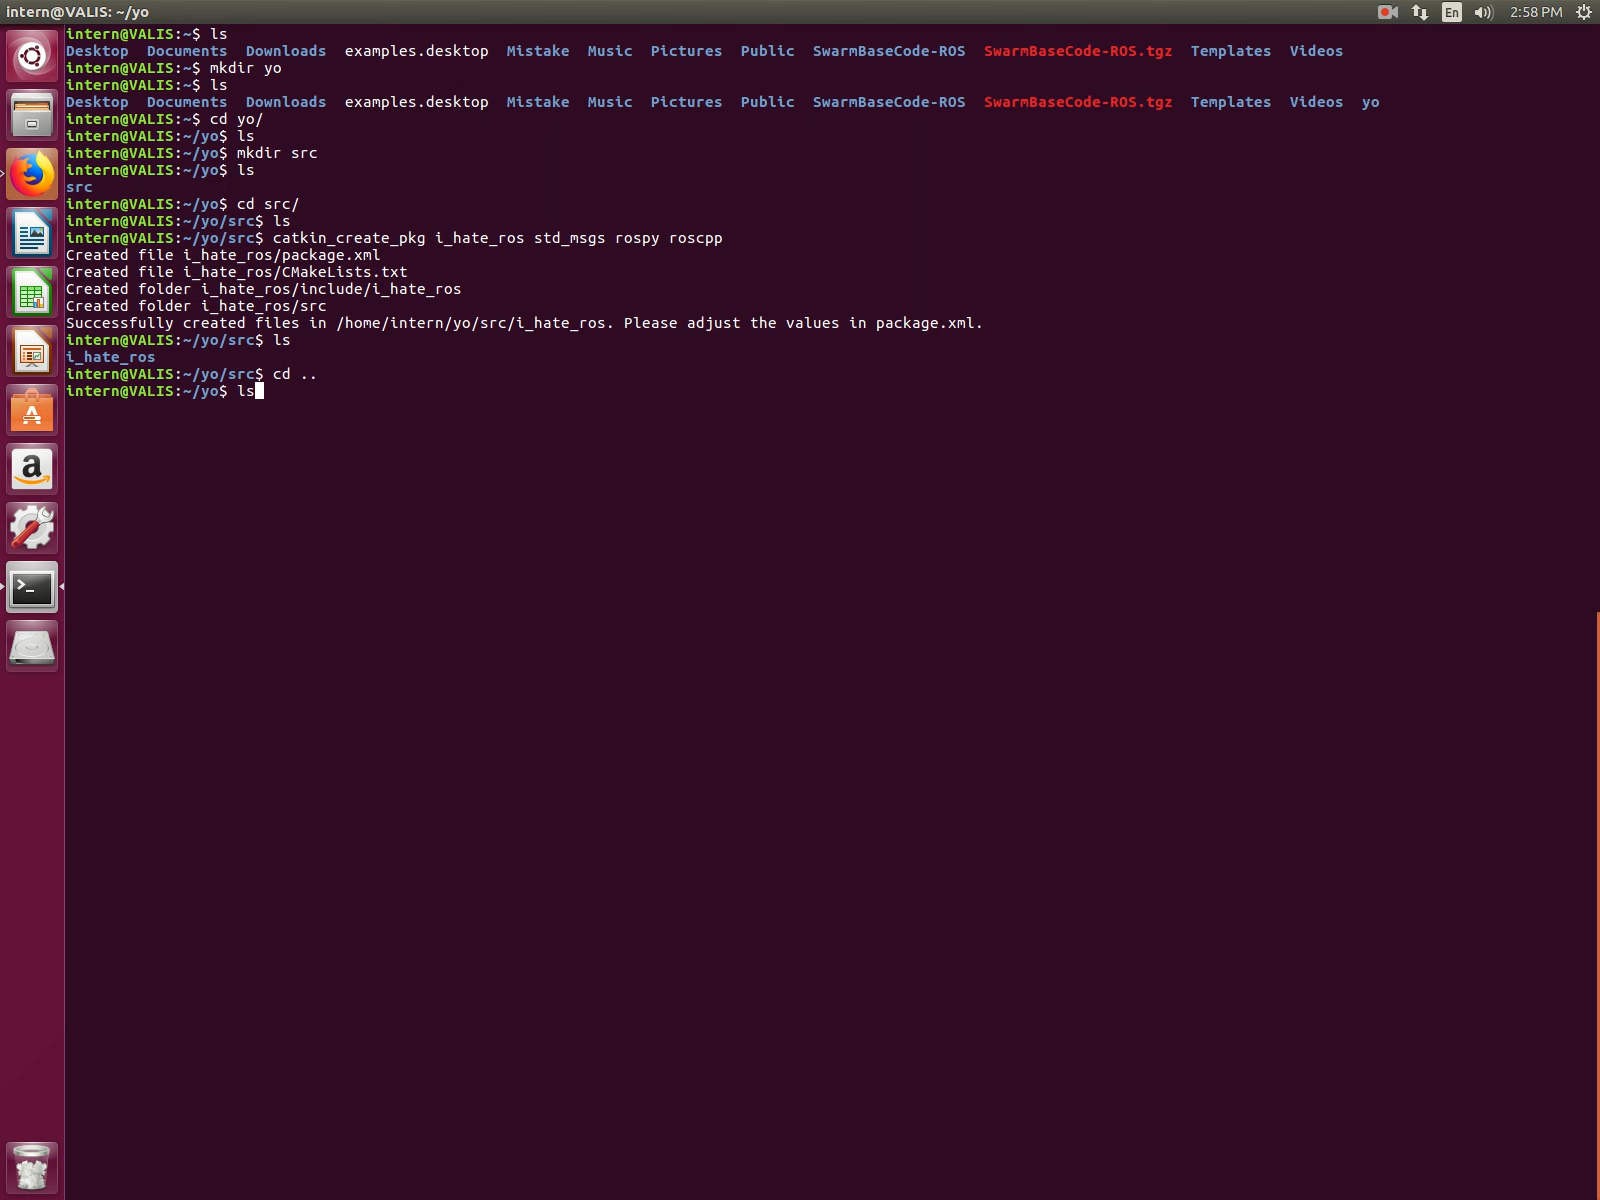 intern@VALIS: ~/yo
En 2:58 PM
intern@VALIS:~$ ls
Desktop Documents Downloads examples.desktop Mistake Music Pictures Public SwarmBaseCode-ROS SwarmBaseCode-ROS.tgz Templates Videos
intern@VALIS:~$ mkdir yo
intern@VALIS:~$ ls
Desktop Documents Downloads examples.desktop Mistake Music Pictures Public SwarmBaseCode-ROS SwarmBaseCode-ROS.tgz Templates Videos yo
intern@VALIS:~$ cd yo/
intern@VALIS:~/yo$ ls
intern@VALIS:~/yo$ mkdir src
intern@VALIS:~/yo$ ls
src
intern@VALIS:~/yo$ cd src/
intern@VALIS:~/yo/src$ ls
intern@VALIS:~/yo/src$ catkin_create_pkg i_hate_ros std_msgs rospy roscpp
Created file i_hate_ros/package.xml
Created file i_hate_ros/CMakeLists.txt
Created folder i_hate_ros/include/i_hate_ros
Created folder i_hate_ros/src
Successfully created files in /home/intern/yo/src/i_hate_ros. Please adjust the values in package.xml.
intern@VALIS:~/yo/src$ ls
i_hate_ros
intern@VALIS:~/yo/src$ cd ..
intern@VALIS:~/yo$ ls